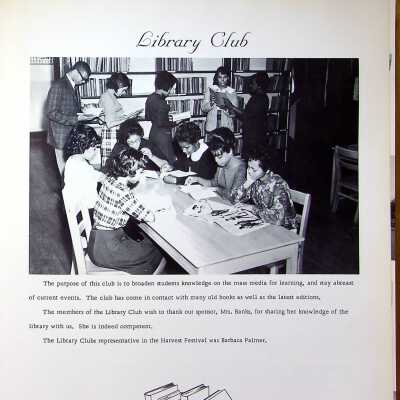 Library Club
The purpose of this club is to broaden students knowledge on the mass media for learning, and stay abreast
of current events. The club has come in contact with many old books as well as the latest editions.
The members of the Library Club wish to thank our sponsor, Mrs. Banks, for sharing her knowledge of the
library with us. She is indeed competent.
The Library Clubs representative in the Harvest Festival was Barbara Palmer.